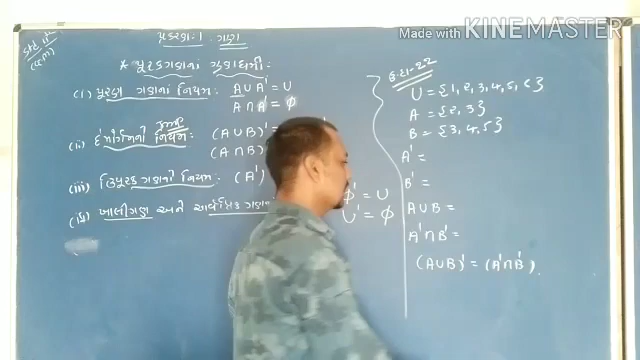 Made with KINEMASTER
પ્રકરણ:-1 ગણ
* પૂરકગણનાં ગુણધર્મો :-
(i) પૂરક ગણનાં નિયમ: A∪A' = U
A∩A' = ϕ
(ii) દ'મોર્ગનનો નિયમ: (A∪B)' =
(A∩B)
(iii) દ્વિપૂરક ગણનાં નિયમ: (A')
(iv) ખાલીગણ અને સાર્વત્રિક ગણ
ϕ' = U
U' = ϕ
U = {1, 2, 3, 4, 5, 6}
A = {2, 3}
B = {3, 4, 5}
A' =
B' =
A∪B =
A'∩B' =
(A∪B)' = (A'∩B').